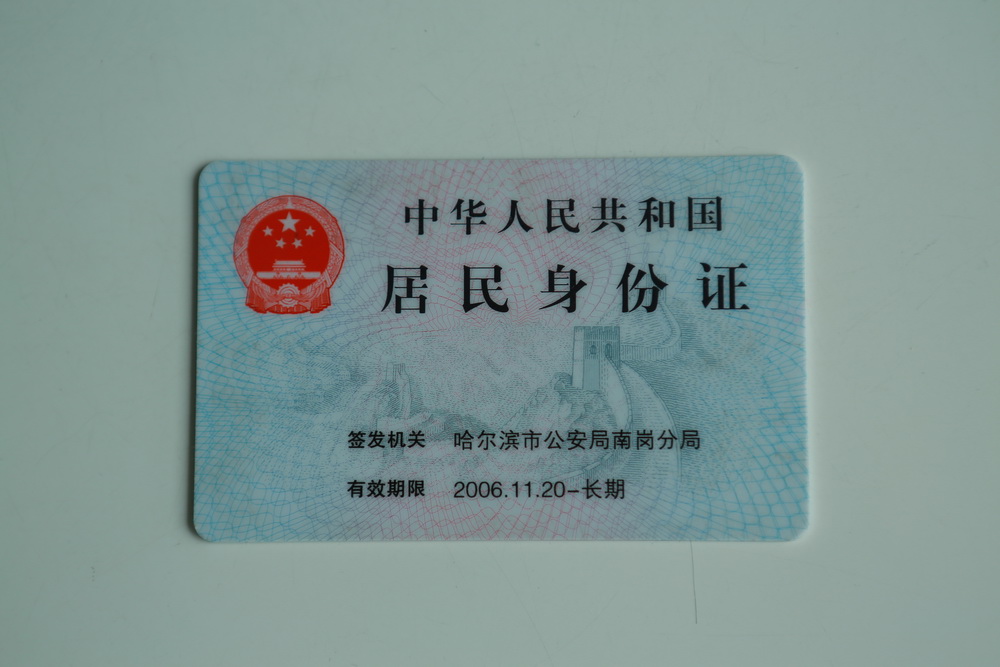 中华人民共和国
居民身份证
签发机关 哈尔滨市公安局南岗分局
有效期限 2006.11.20-长期